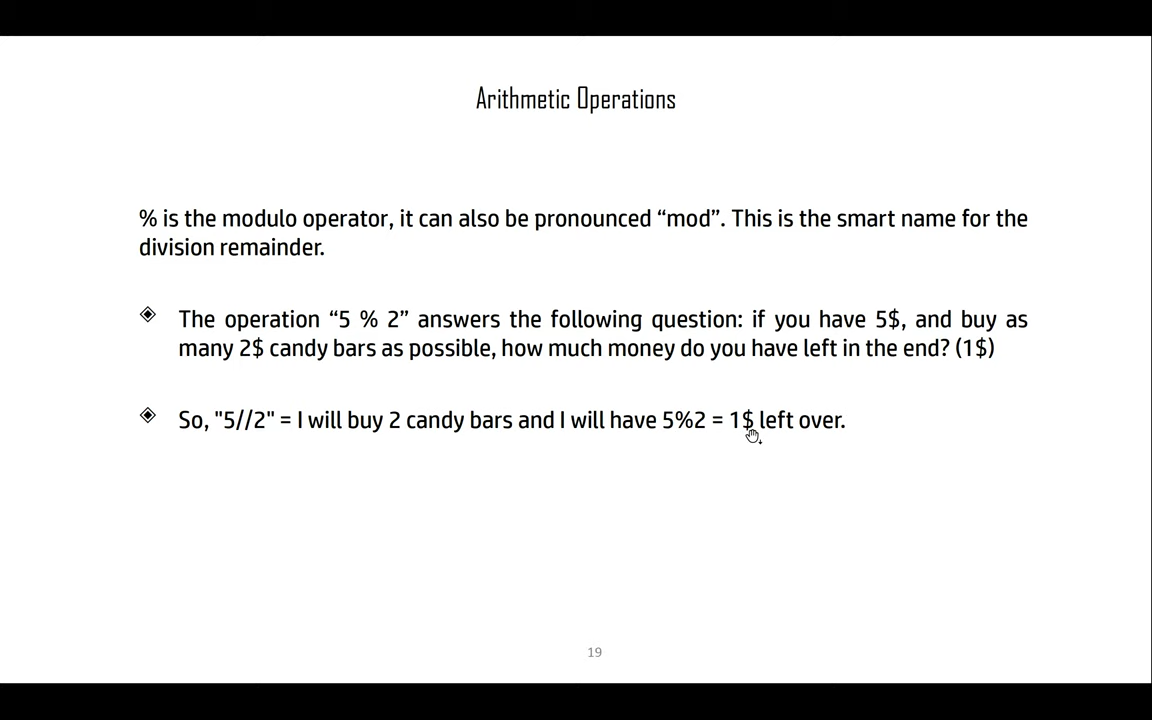 Arithmetic Operations
% is the modulo operator, it can also be pronounced “mod”. This is the smart name for the
division remainder.
The operation “5 % 2” answers the following question: if you have 5$, and buy as
many 2$ candy bars as possible, how much money do you have left in the end? (1$)
So, "5//2" = I will buy 2 candy bars and I will have 5%2 = 1$ left over.
19